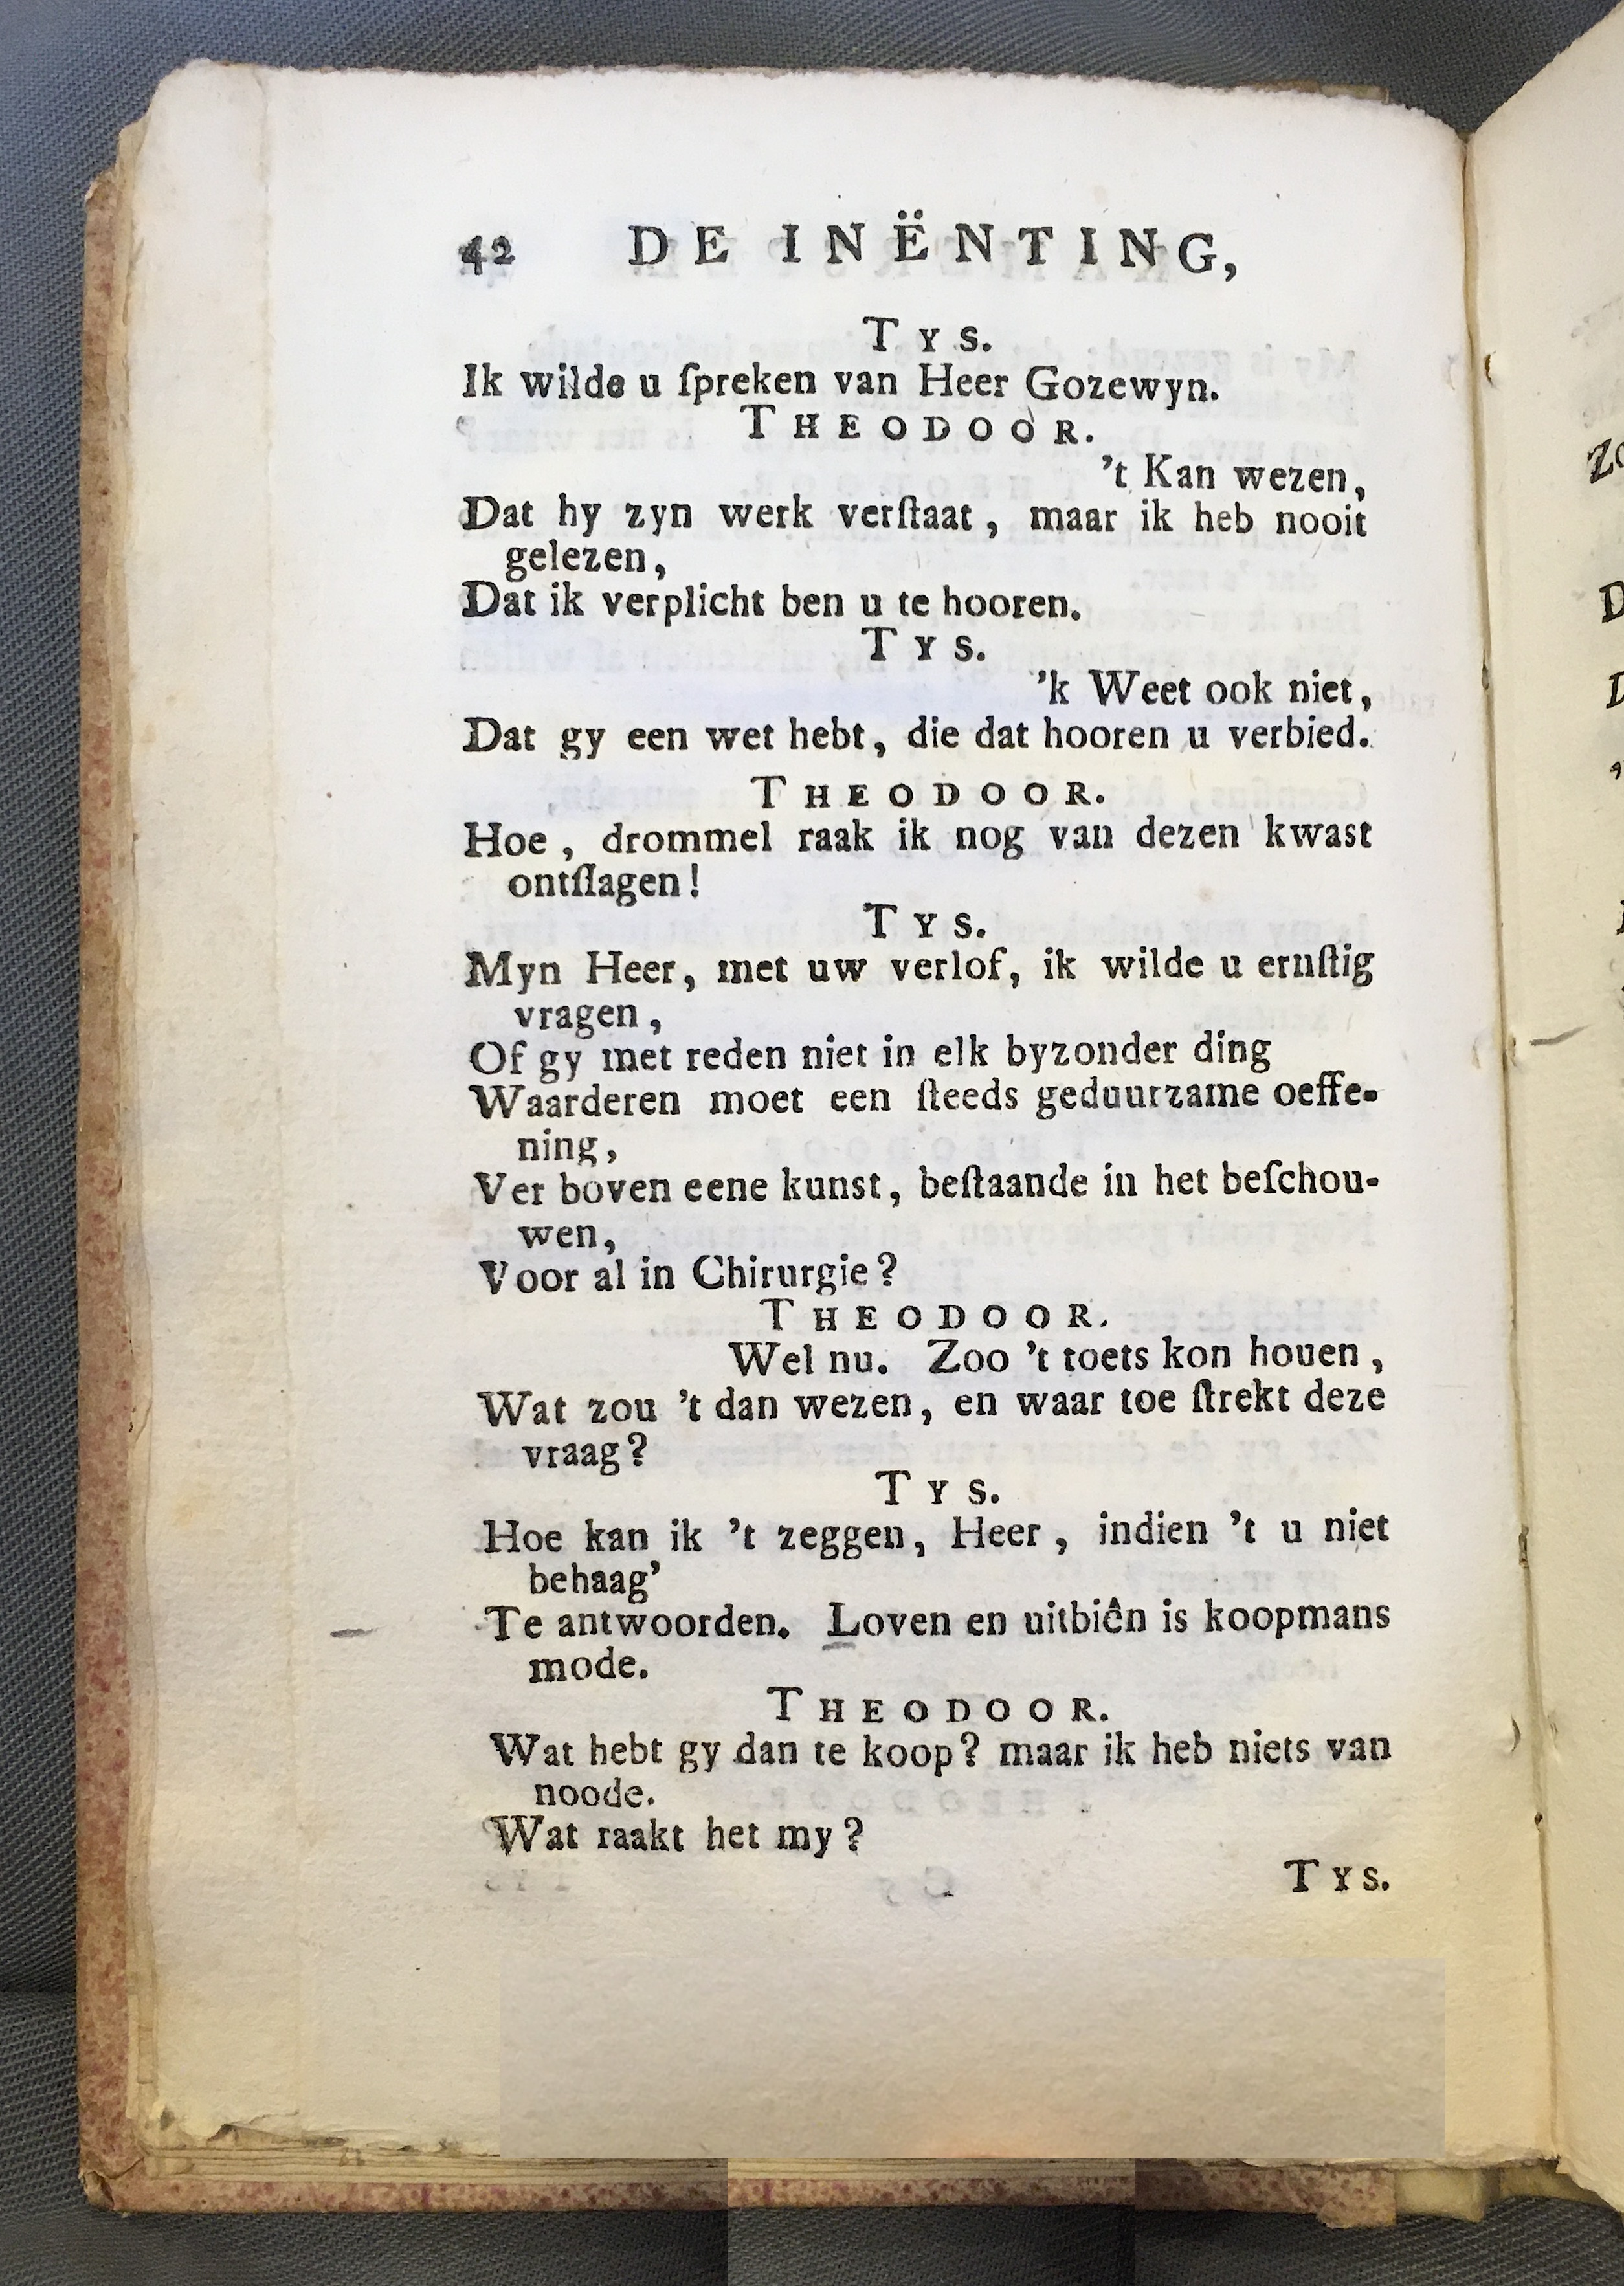 42 DE INËNTING,
TYS.
Ik wilde u ſpreken van Heer Gozewyn.
THEODOOR.
't Kan wezen,
Dat hy zyn werk verſtaat, maar ik heb nooit
gelezen,
Dat ik verplicht ben u te hooren.
TYS.
'k Weet ook niet,
Dat gy een wet hebt, die dat hooren u verbied.
THEODOOR.
Hoe, drommel raak ik nog van dezen kwast
ontſlagen!
TYS.
Myn Heer, met uw verlof, ik wilde u ernſtig
vragen,
Of gy met reden niet in elk byzonder ding
Waarderen moet een ſteeds geduurzame oeffe-
ning,
Ver boven eene kunst, beſtaande in het beſchou-
wen,
Voor al in Chirurgie?
THEODOOR.
Wel nu. Zoo 't toets kon houen,
Wat zou 't dan wezen, en waar toe ſtrekt deze
vraag?
TYS.
Hoe kan ik 't zeggen, Heer, indien 't u niet
behaag'
Te antwoorden. Loven en uitbiên is koopmans
mode.
THEODOOR.
Wat hebt gy dan te koop? maar ik heb niets van
noode.
Wat raakt het my?
TYS.